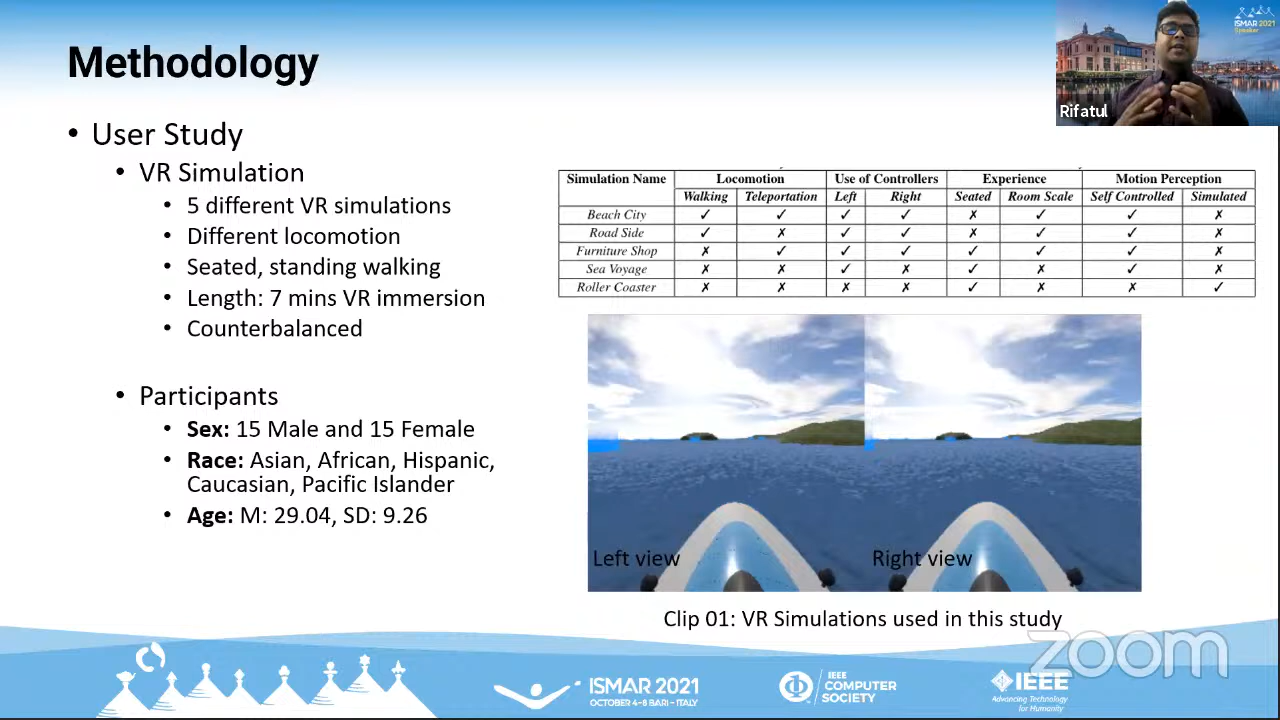 Methodology
ISMAR 2021
Speaker
Rifatul
• User Study
• VR Simulation
• 5 different VR simulations
• Different locomotion
• Seated, standing walking
• Length: 7 mins VR immersion
• Counterbalanced
• Participants
• Sex: 15 Male and 15 Female
• Race: Asian, African, Hispanic,
Caucasian, Pacific Islander
• Age: M: 29.04, SD: 9.26
Simulation Name Locomotion Use of Controllers Experience Motion Perception
Walking Teleportation Left Right Seated Room Scale Self Controlled Simulated
Beach City ✓ ✓ ✓ ✓ ✗ ✓ ✓ ✗
Road Side ✓ ✗ ✓ ✓ ✗ ✓ ✓ ✗
Furniture Shop ✗ ✓ ✓ ✓ ✓ ✓ ✓ ✗
Sea Voyage ✗ ✗ ✓ ✗ ✓ ✗ ✓ ✗
Roller Coaster ✗ ✗ ✗ ✗ ✓ ✗ ✗ ✓
Left view Right view
Clip 01: VR Simulations used in this study
zoom
ISMAR 2021
OCTOBER 4-8 BARI - ITALY
IEEE
COMPUTER
SOCIETY
IEEE
Advancing Technology
for Humanity